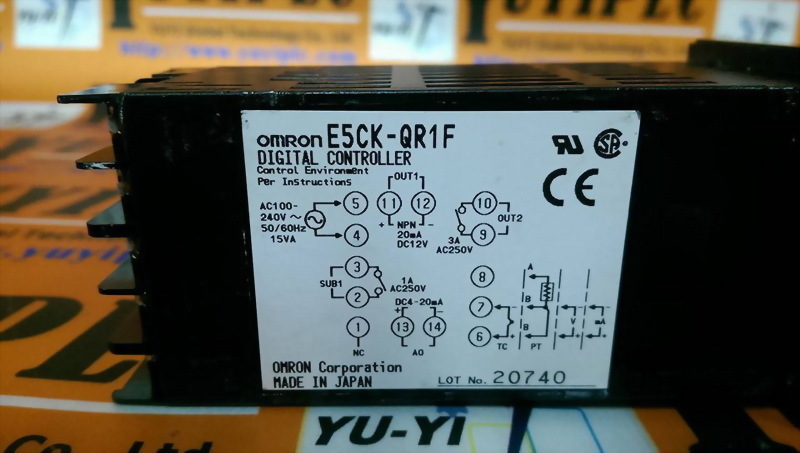 OMRON E5CK-QR1F
DIGITAL CONTROLLER
Control Environment
Per Instructions
AC100-
240V ~
50/60Hz
15VA
5
4
OUT1
11 12
+ NPN -
20mA
DC12V
10
9
OUT2
3A
AC250V
3
2
SUB1
1A
AC250V
1
NC
DC4-20mA
+ -
13 14
AO
8
7
6
A
B
B
TC
PT
V
mA
OMRON Corporation
MADE IN JAPAN
LOT No. 20740
CE
YU-YI